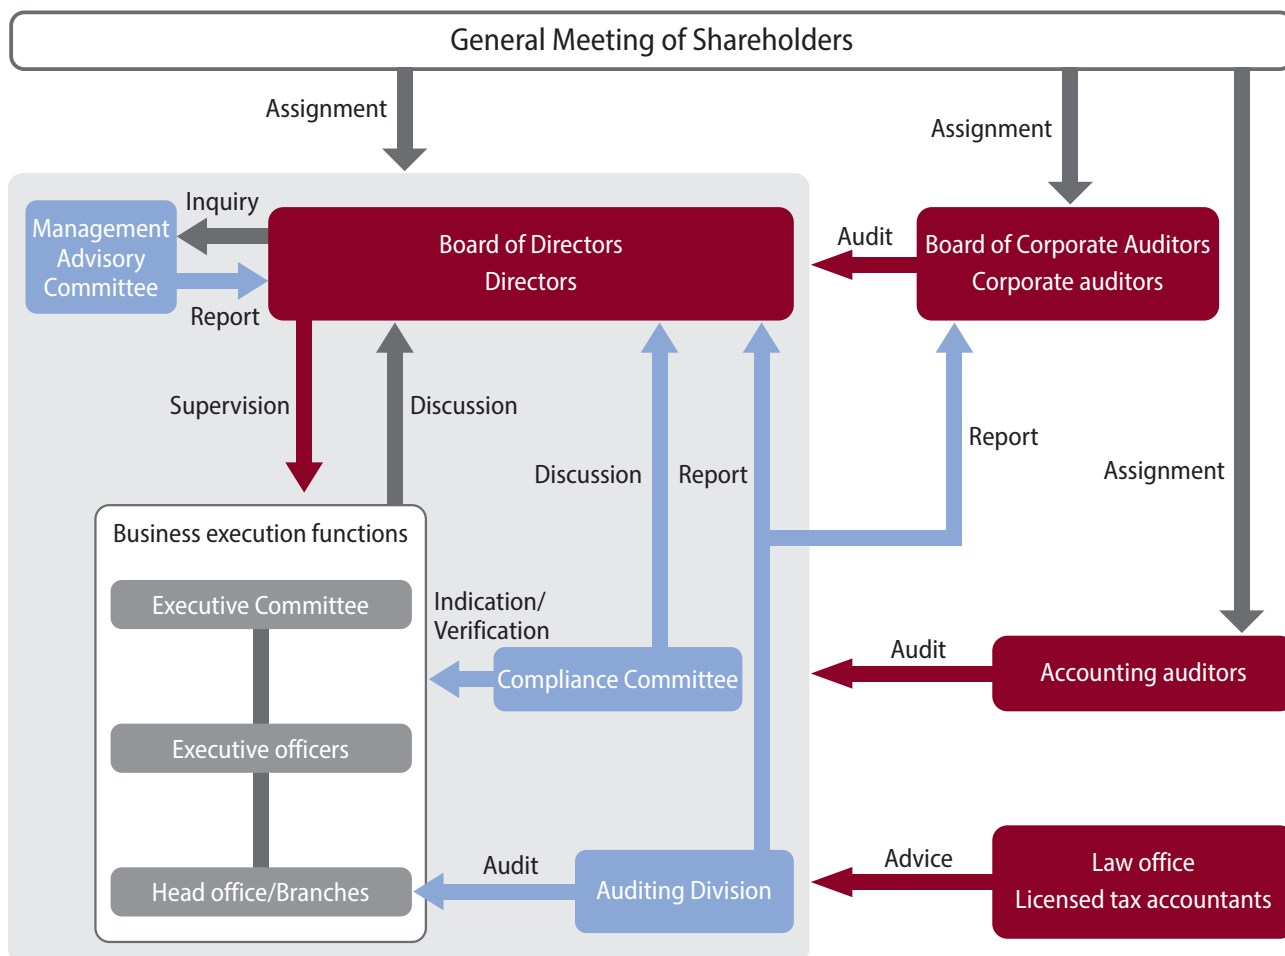 General Meeting of Shareholders
Assignment
Assignment
Inquiry
Management
Advisory
Committee
Report
Board of Directors
Directors
Audit
Board of Corporate Auditors
Corporate auditors
Supervision
Discussion
Discussion
Report
Report
Assignment
Business execution functions
Executive Committee
Indication/
Verification
Compliance Committee
Audit
Accounting auditors
Executive officers
Head office/Branches
Audit
Auditing Division
Advice
Law office
Licensed tax accountants